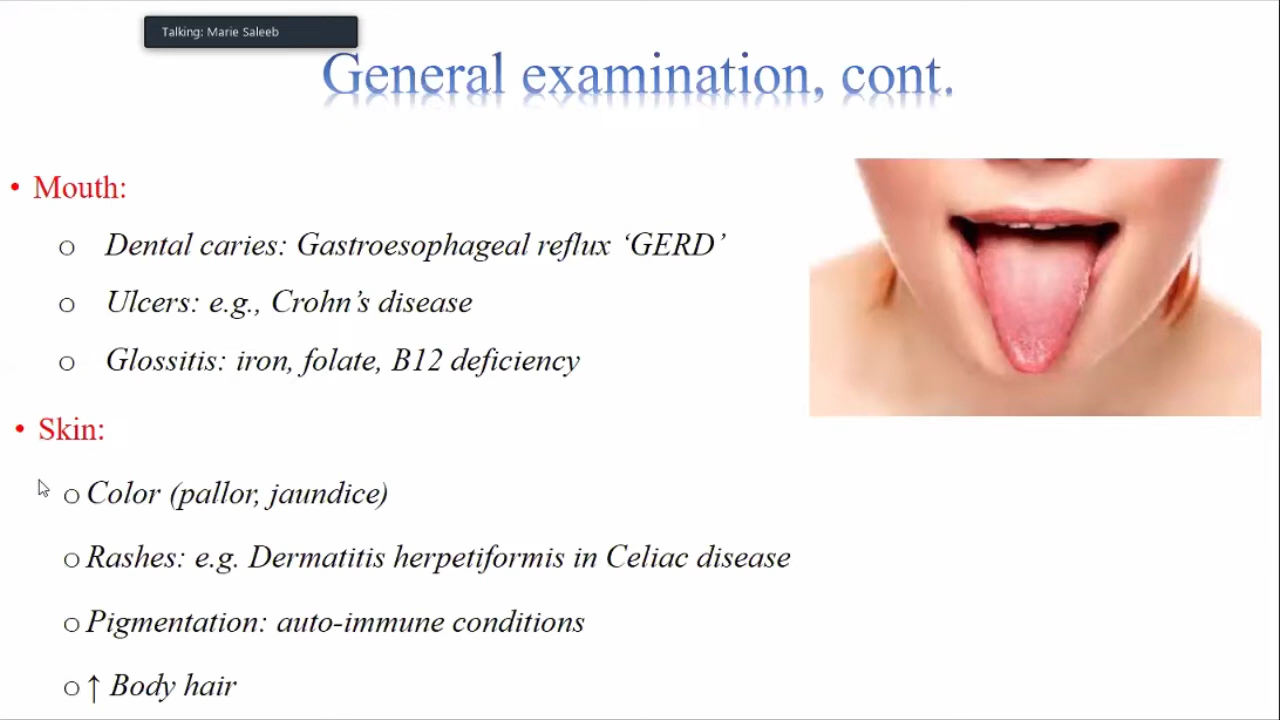 Talking: Marie Saleeb
General examination, cont.
• Mouth:
o Dental caries: Gastroesophageal reflux ‘GERD’
o Ulcers: e.g., Crohn’s disease
o Glossitis: iron, folate, B12 deficiency
• Skin:
o Color (pallor, jaundice)
o Rashes: e.g. Dermatitis herpetiformis in Celiac disease
o Pigmentation: auto-immune conditions
o ↑ Body hair